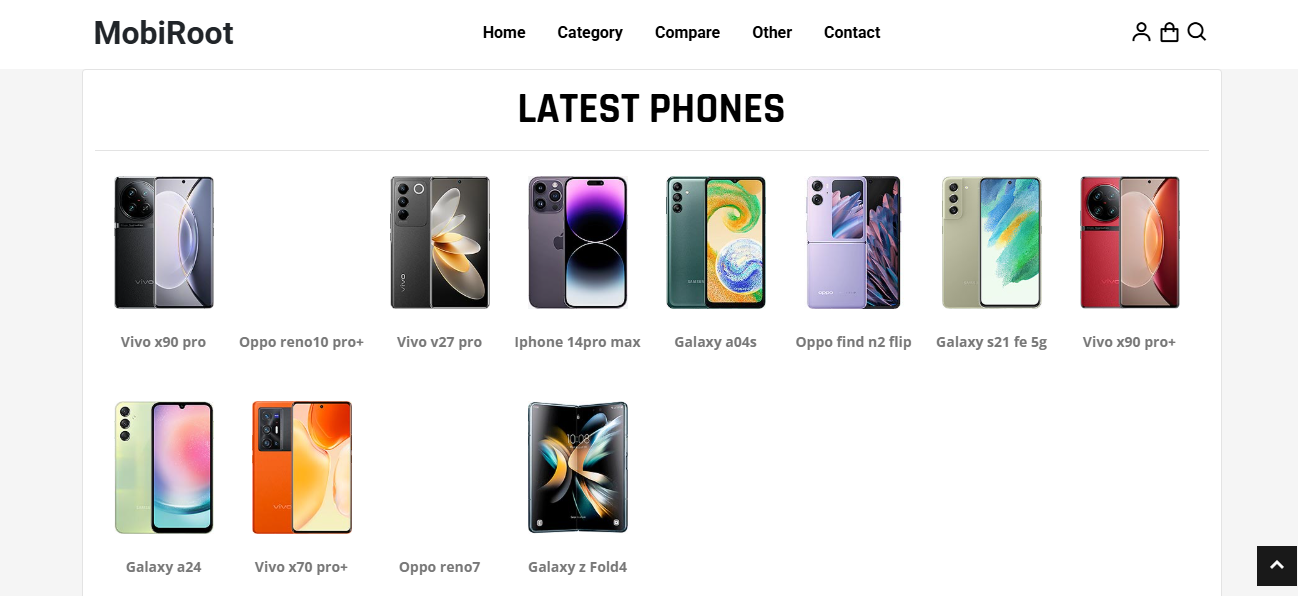 MobiRoot
Home Category Compare Other Contact
LATEST PHONES
Vivo x90 pro
Oppo reno10 pro+
Vivo v27 pro
Iphone 14pro max
Galaxy a04s
Oppo find n2 flip
Galaxy s21 fe 5g
Vivo x90 pro+
Galaxy a24
Vivo x70 pro+
Oppo reno7
Galaxy z Fold4